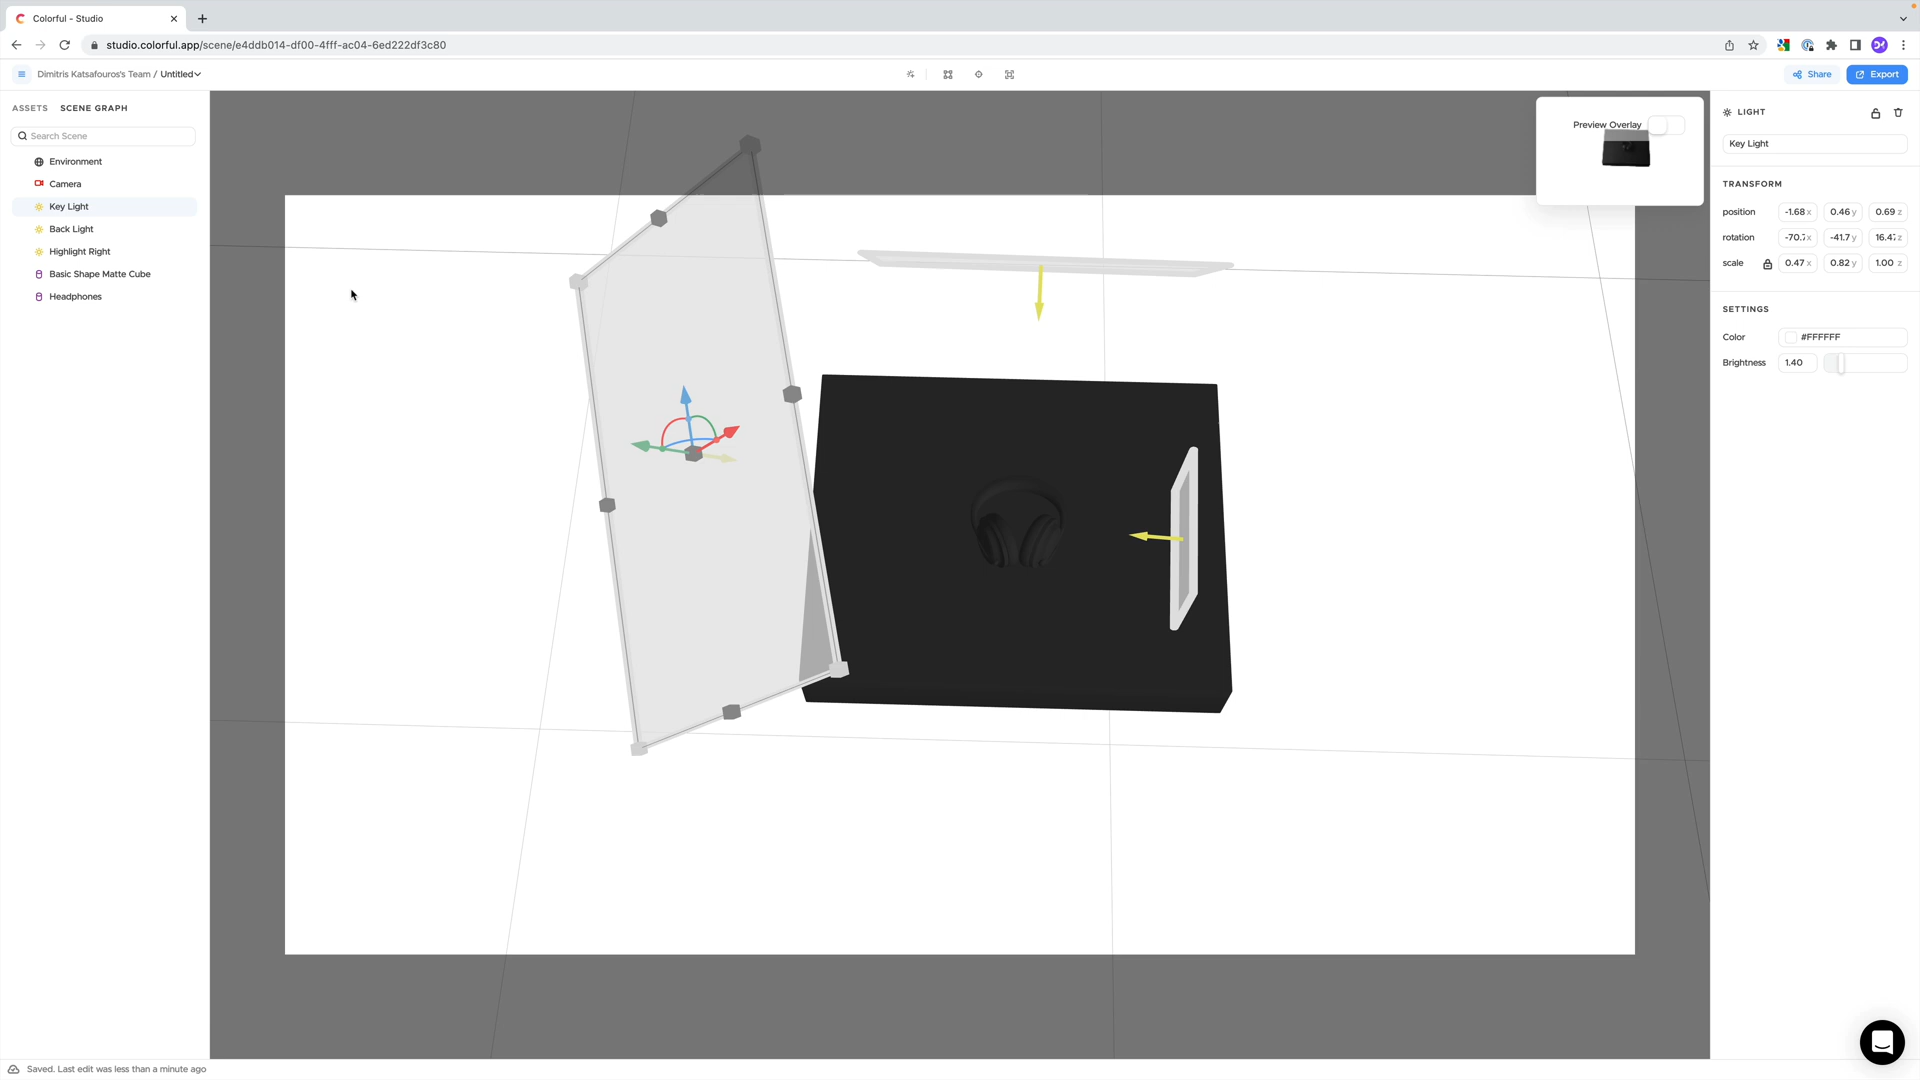 Colorful - Studio
studio.colorful.app/scene/e4ddb014-df00-4fff-ac04-6ed222df3c80
Dimitris Katsafouros's Team / Untitled
Share
Export
ASSETS SCENE GRAPH
Search Scene
Environment
Camera
Key Light
Back Light
Highlight Right
Basic Shape Matte Cube
Headphones
Preview Overlay
LIGHT
Key Light
TRANSFORM
position -1.68 x 0.46 y 0.69 z
rotation -70.: x -41.7 y 16.4: z
scale 0.47 x 0.82 y 1.00 z
SETTINGS
Color #FFFFFF
Brightness 1.40
Saved. Last edit was less than a minute ago